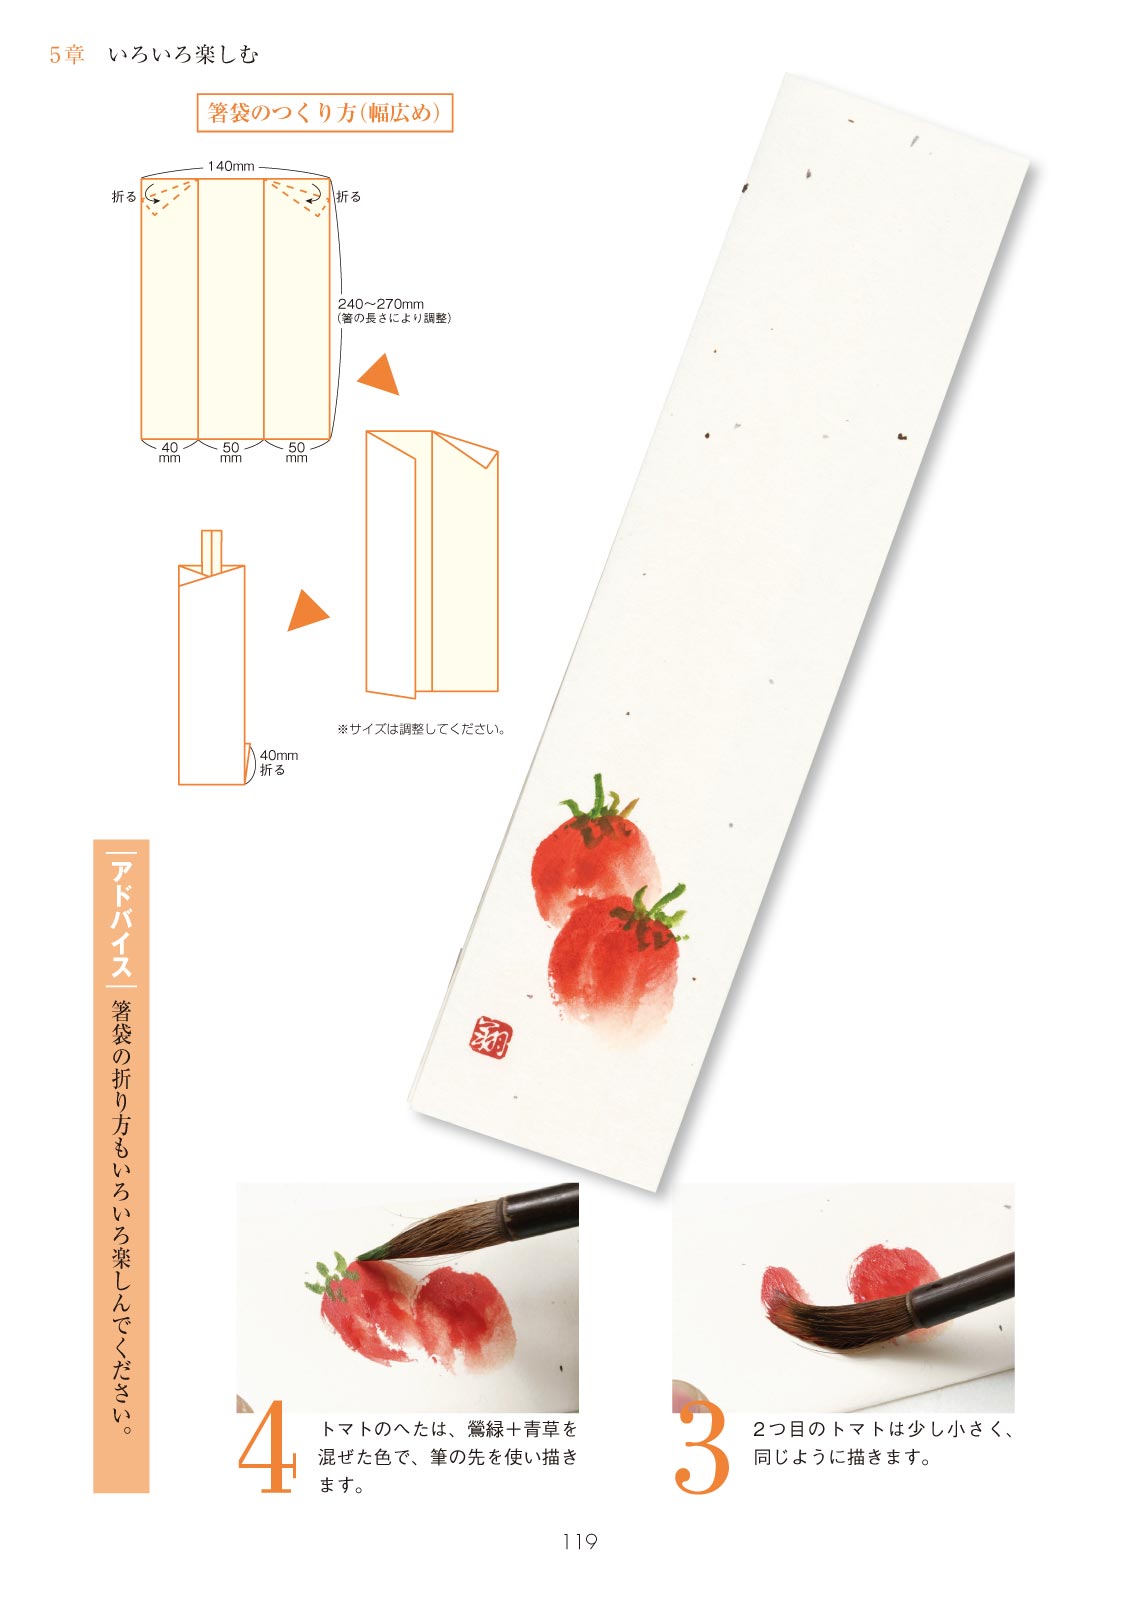 5章 いろいろ楽しむ
箸袋のつくり方(幅広め)
140mm
折る
折る
240〜270mm
(箸の長さにより調整)
40
mm
50
mm
50
mm
40mm
折る
※サイズは調整してください。
翔
3
2つ目のトマトは少し小さく、
同じように描きます。
4
トマトのへたは、鶯緑+青草を
混ぜた色で、筆の先を使い描き
ます。
アドバイス
箸袋の折り方もいろいろ楽しんでください。
119